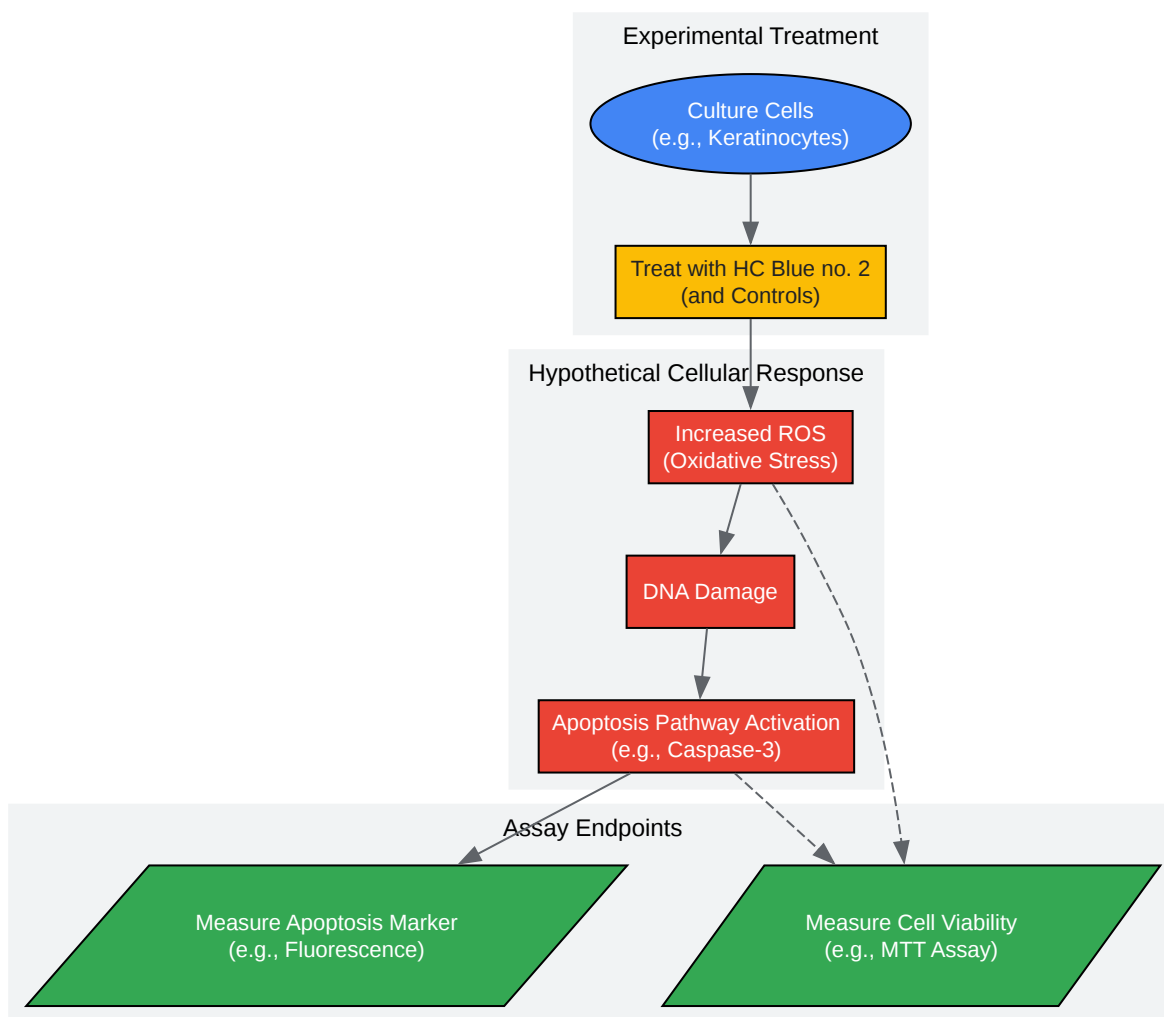 Experimental Treatment
Culture Cells
(e.g., Keratinocytes)
Treat with HC Blue no. 2
(and Controls)
Hypothetical Cellular Response
Increased ROS
(Oxidative Stress)
DNA Damage
Apoptosis Pathway Activation
(e.g., Caspase-3)
Assay Endpoints
Measure Apoptosis Marker
(e.g., Fluorescence)
Measure Cell Viability
(e.g., MTT Assay)